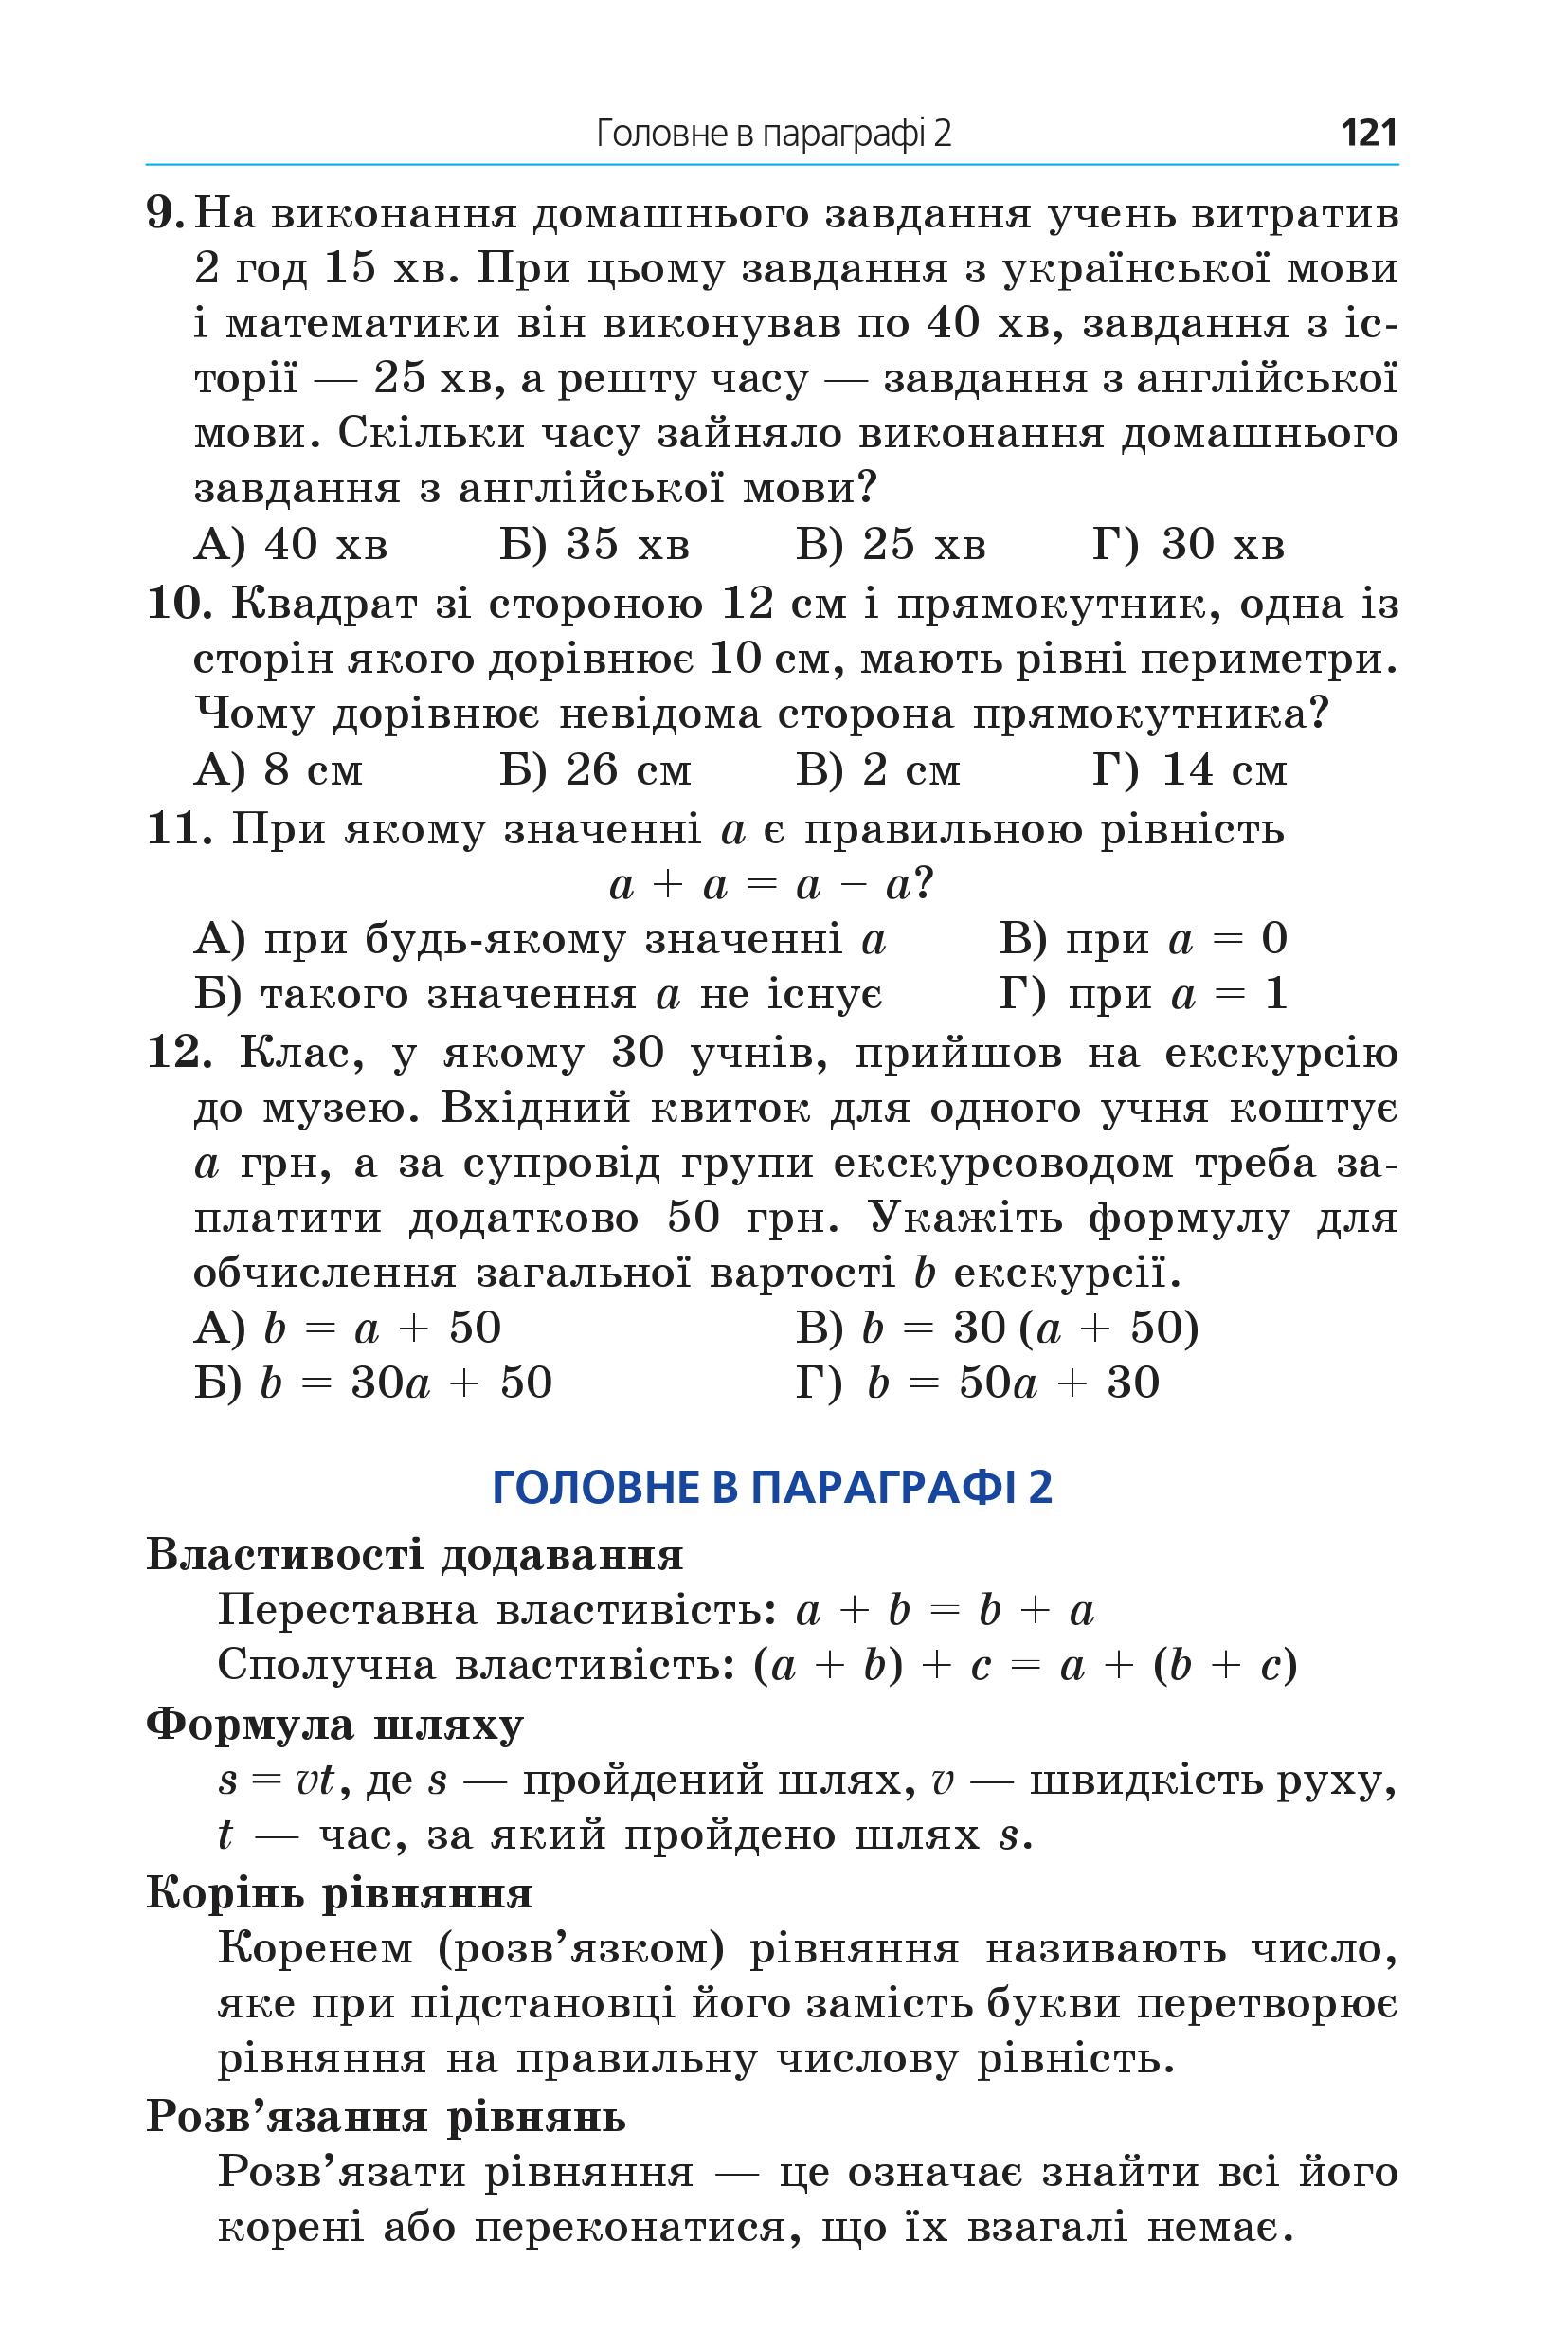 Головне в параграфі 2 121
9. На виконання домашнього завдання учень витратив
2 год 15 хв. При цьому завдання з української мови
і математики він виконував по 40 хв, завдання з іс-
торії — 25 хв, а решту часу — завдання з англійської
мови. Скільки часу зайняло виконання домашнього
завдання з англійської мови?
А) 40 хв Б) 35 хв В) 25 хв Г) 30 хв
10. Квадрат зі стороною 12 см і прямокутник, одна із
сторін якого дорівнює 10 см, мають рівні периметри.
Чому дорівнює невідома сторона прямокутника?
А) 8 см Б) 26 см В) 2 см Г) 14 см
11. При якому значенні a є правильною рівність
a + a = a − a?
А) при будь-якому значенні a В) при a = 0
Б) такого значення a не існує Г) при a = 1
12. Клас, у якому 30 учнів, прийшов на екскурсію
до музею. Вхідний квиток для одного учня коштує
a грн, а за супровід групи екскурсоводом треба за-
платити додатково 50 грн. Укажіть формулу для
обчислення загальної вартості b екскурсії.
А) b = a + 50 В) b = 30 (a + 50)
Б) b = 30a + 50 Г) b = 50a + 30
ГОЛОВНЕ В ПАРАГРАФІ 2
Властивості додавання
Переставна властивість: a + b = b + a
Сполучна властивість: (a + b) + c = a + (b + c)
Формула шляху
s = vt, де s — пройдений шлях, v — швидкість руху,
t — час, за який пройдено шлях s.
Корінь рівняння
Коренем (розв’язком) рівняння називають число,
яке при підстановці його замість букви перетворює
рівняння на правильну числову рівність.
Розв’язання рівнянь
Розв’язати рівняння — це означає знайти всі його
корені або переконатися, що їх взагалі немає.